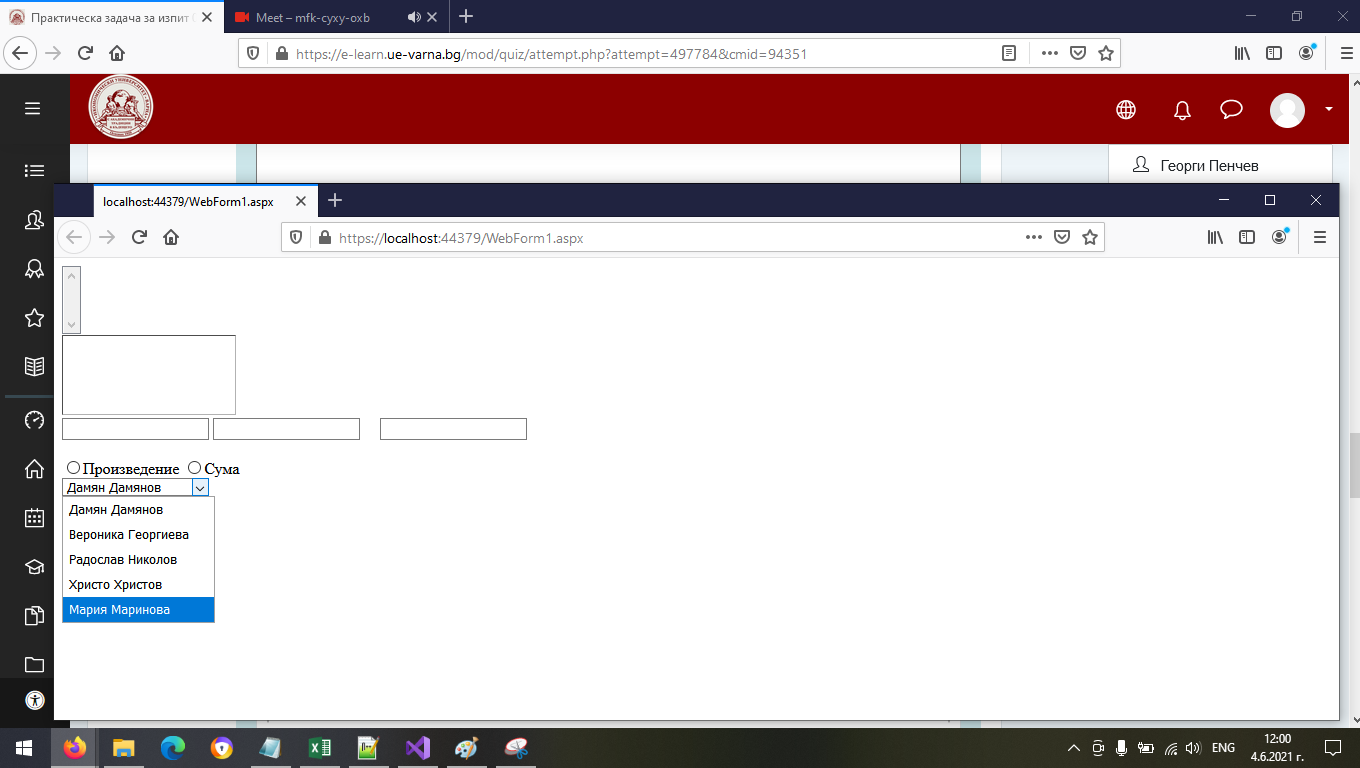 Практическа задача за изпит
Meet – mfk-cyxy-oxb
https://e-learn.ue-varna.bg/mod/quiz/attempt.php?attempt=497784&cmid=94351
Георги Пенчев
localhost:44379/WebForm1.aspx
https://localhost:44379/WebForm1.aspx
Произведение Сума
Дамян Дамянов
Дамян Дамянов
Вероника Георгиева
Радослав Николов
Христо Христов
Мария Маринова
ENG
12:00
4.6.2021 г.